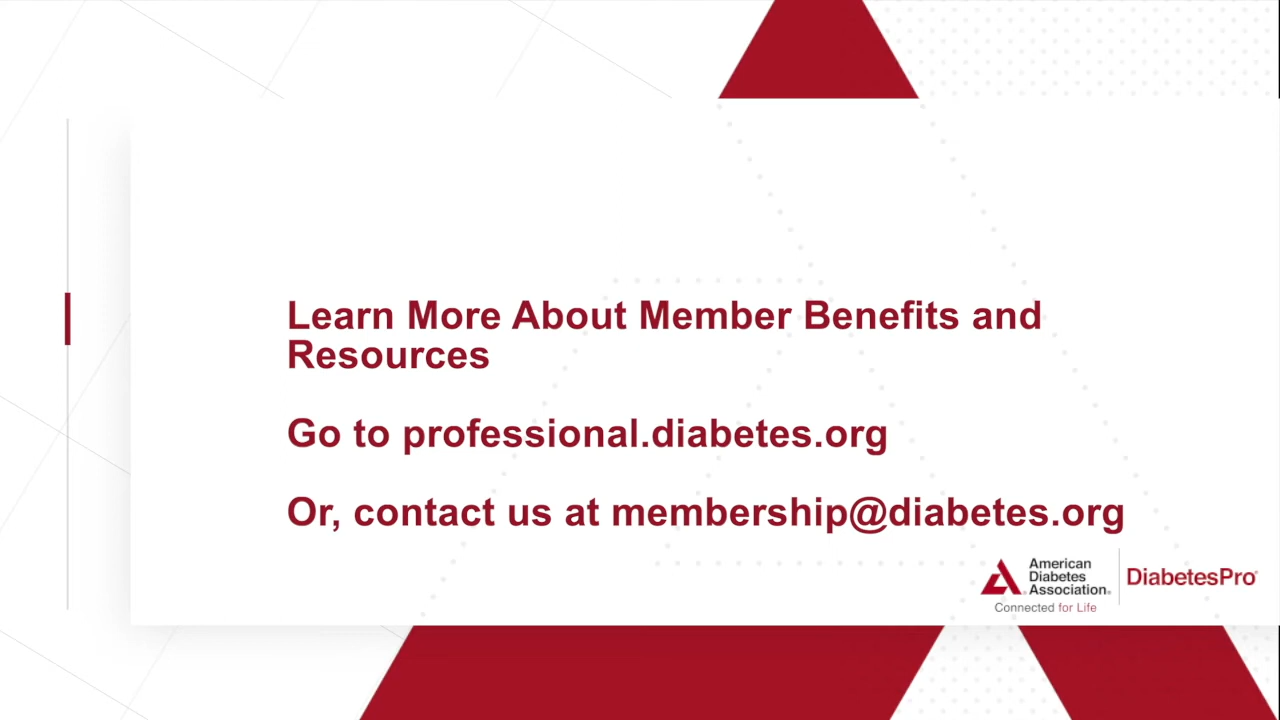 Learn More About Member Benefits and
Resources
Go to professional.diabetes.org
Or, contact us at membership@diabetes.org
American
Diabetes
Association®
Connected for Life
DiabetesPro®